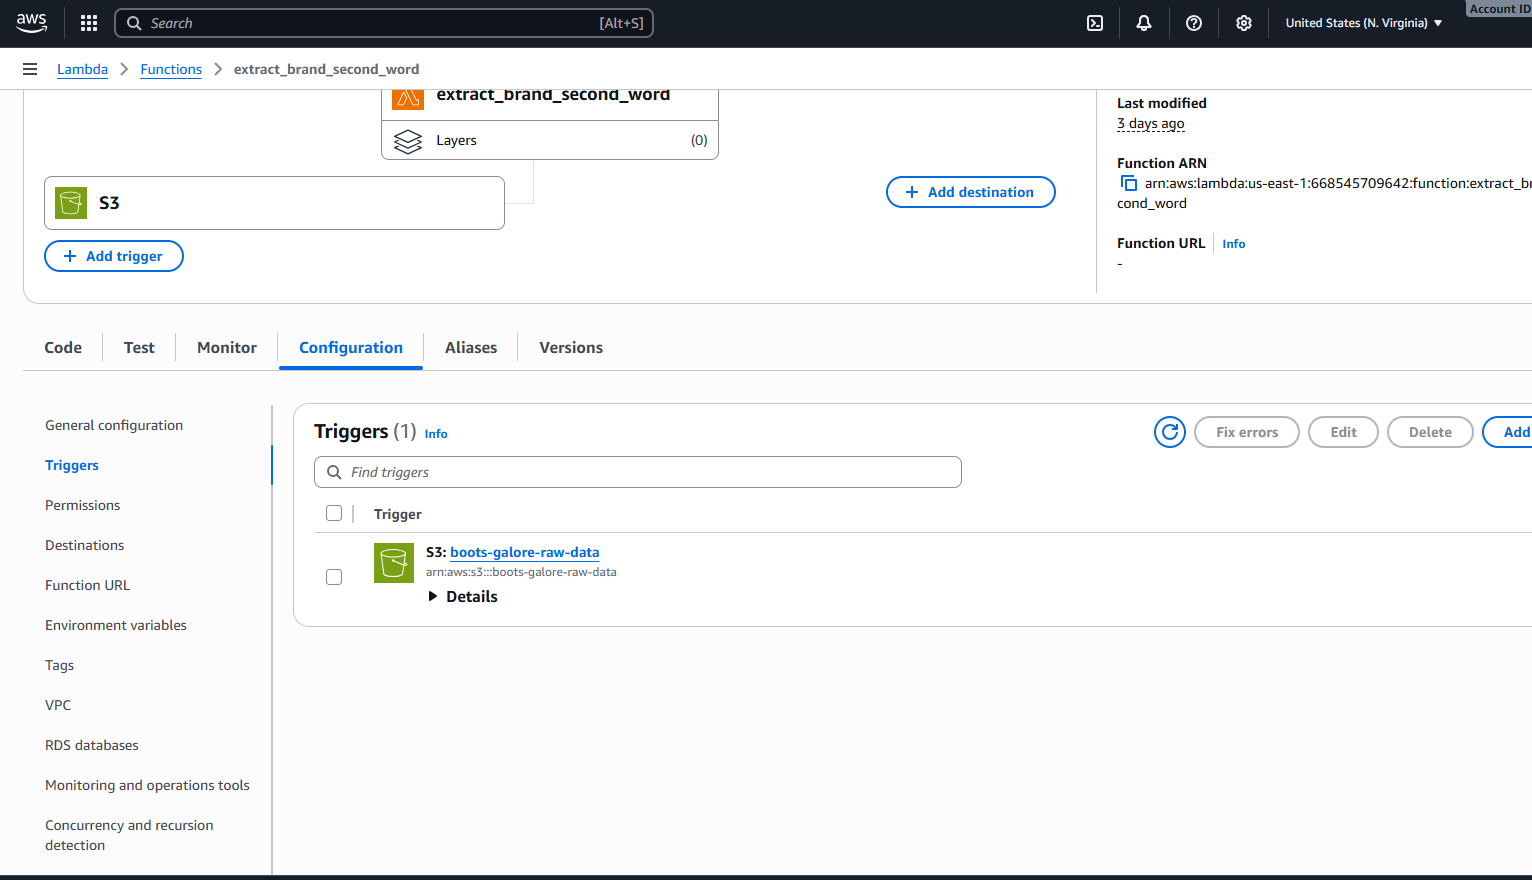 aws
Search
[Alt+S]
United States (N. Virginia)
Account ID
Lambda
Functions
extract_brand_second_word
extract_brand_second_word
Layers
(0)
S3
Add trigger
Add destination
Last modified
3 days ago
Function ARN
arn:aws:lambda:us-east-1:668545709642:function:extract_br
cond_word
Function URL
Info
-
Code
Test
Monitor
Configuration
Aliases
Versions
General configuration
Triggers
Permissions
Destinations
Function URL
Environment variables
Tags
VPC
RDS databases
Monitoring and operations tools
Concurrency and recursion
detection
Triggers (1)
Info
Fix errors
Edit
Delete
Add
Find triggers
Trigger
S3: boots-galore-raw-data
arn:aws:s3:::boots-galore-raw-data
Details